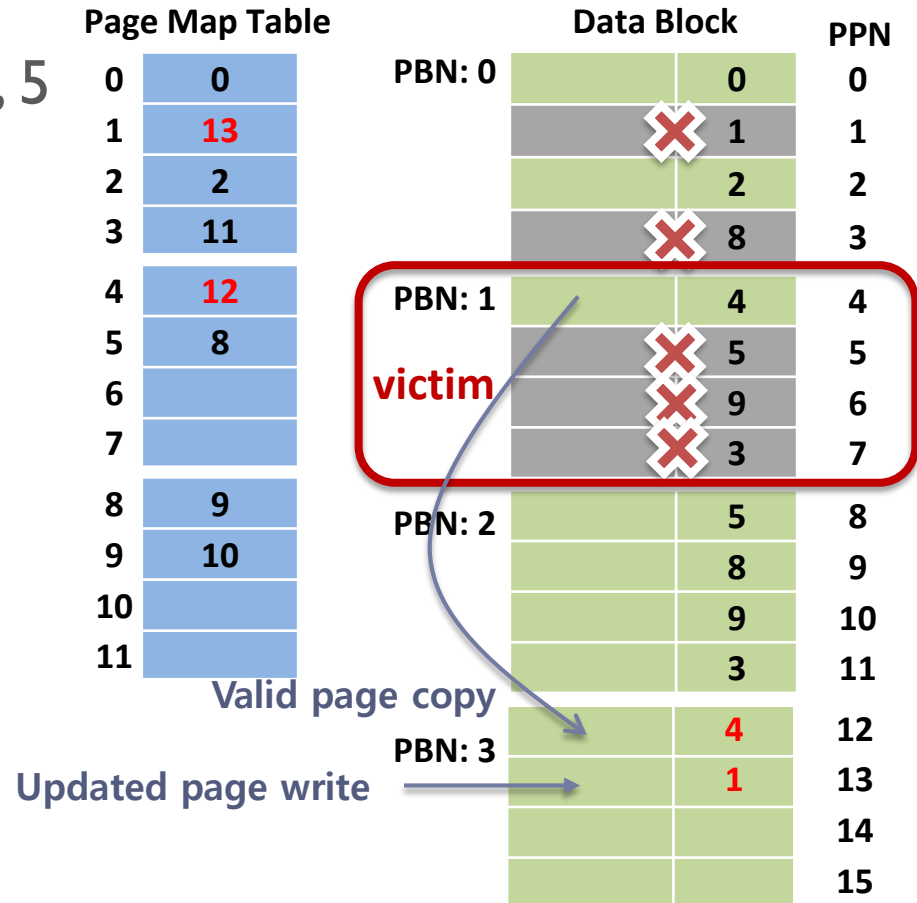 Page Map Table Data Block PPN
, 5
0 0 PBN: 0 0 0
1 13 1 1
2 2 2 2
3 11 8 3
4 12 PBN: 1 4 4
5 8 5 5
6 victim 9 6
7 3 7
8 9 PBN: 2 5 8
9 10 8 9
10 9 10
11 3 11
Valid page copy
PBN: 3 4 12
Updated page write 1 13
14
15